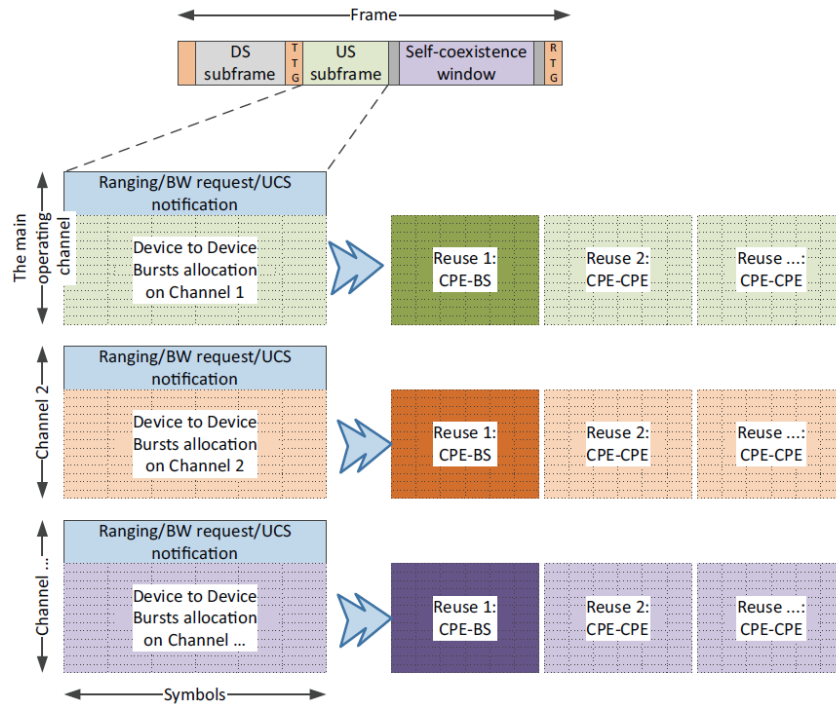 Frame
DS
subframe
T
T
G
US
subframe
Self-coexistence
window
R
T
G
The main
operating
channel
Ranging/BW request/UCS
notification
Device to Device
Bursts allocation
on Channel 1
Reuse 1:
CPE-BS
Reuse 2:
CPE-CPE
Reuse ...:
CPE-CPE
Channel 2
Ranging/BW request/UCS
notification
Device to Device
Bursts allocation
on Channel 2
Reuse 1:
CPE-BS
Reuse 2:
CPE-CPE
Reuse ...:
CPE-CPE
Channel ...
Ranging/BW request/UCS
notification
Device to Device
Bursts allocation
on Channel ...
Reuse 1:
CPE-BS
Reuse 2:
CPE-CPE
Reuse ...:
CPE-CPE
Symbols